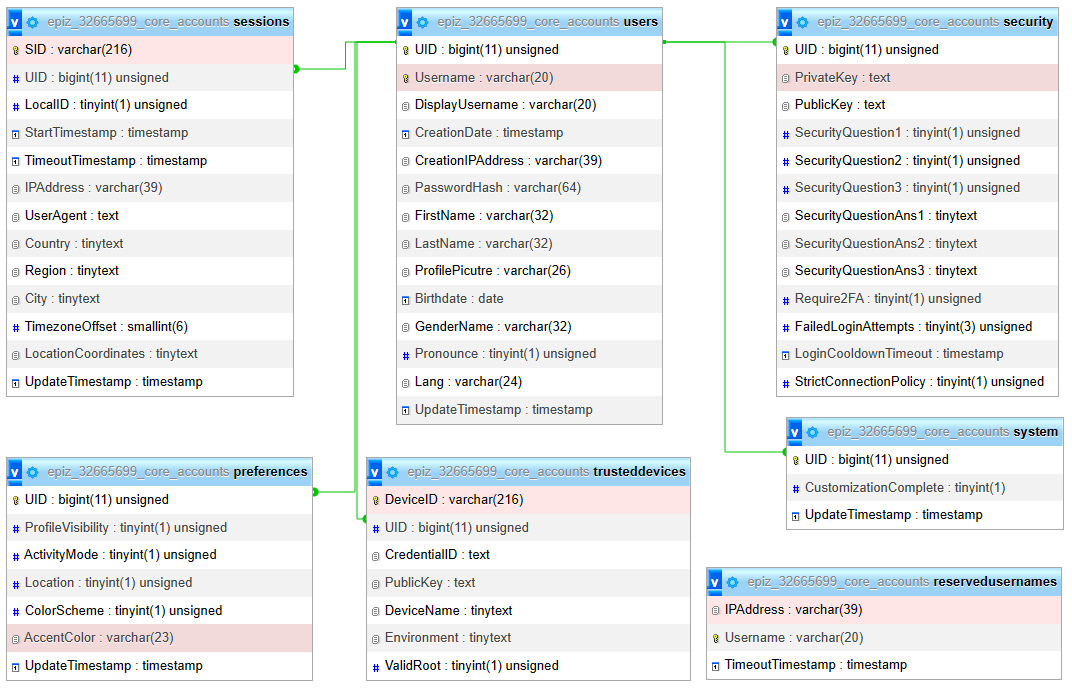 epiz_32665699_core_accounts sessions
SID : varchar(216)
UID : bigint(11) unsigned
LocalID : tinyint(1) unsigned
StartTimestamp : timestamp
TimeoutTimestamp : timestamp
IPAddress : varchar(39)
UserAgent : text
Country : tinytext
Region : tinytext
City : tinytext
TimezoneOffset : smallint(6)
LocationCoordinates : tinytext
UpdateTimestamp : timestamp
epiz_32665699_core_accounts users
UID : bigint(11) unsigned
Username : varchar(20)
DisplayUsername : varchar(20)
CreationDate : timestamp
CreationIPAddress : varchar(39)
PasswordHash : varchar(64)
FirstName : varchar(32)
LastName : varchar(32)
ProfilePicutre : varchar(26)
Birthdate : date
GenderName : varchar(32)
Pronounce : tinyint(1) unsigned
Lang : varchar(24)
UpdateTimestamp : timestamp
epiz_32665699_core_accounts security
UID : bigint(11) unsigned
PrivateKey : text
PublicKey : text
SecurityQuestion1 : tinyint(1) unsigned
SecurityQuestion2 : tinyint(1) unsigned
SecurityQuestion3 : tinyint(1) unsigned
SecurityQuestionAns1 : tinytext
SecurityQuestionAns2 : tinytext
SecurityQuestionAns3 : tinytext
Require2FA : tinyint(1) unsigned
FailedLoginAttempts : tinyint(3) unsigned
LoginCooldownTimeout : timestamp
StrictConnectionPolicy : tinyint(1) unsigned
epiz_32665699_core_accounts system
UID : bigint(11) unsigned
CustomizationComplete : tinyint(1)
UpdateTimestamp : timestamp
epiz_32665699_core_accounts preferences
UID : bigint(11) unsigned
ProfileVisibility : tinyint(1) unsigned
ActivityMode : tinyint(1) unsigned
Location : tinyint(1) unsigned
ColorScheme : tinyint(1) unsigned
AccentColor : varchar(23)
UpdateTimestamp : timestamp
epiz_32665699_core_accounts trusteddevices
DeviceID : varchar(216)
UID : bigint(11) unsigned
CredentialID : text
PublicKey : text
DeviceName : tinytext
Environment : tinytext
ValidRoot : tinyint(1) unsigned
epiz_32665699_core_accounts reservedusernames
IPAddress : varchar(39)
Username : varchar(20)
TimeoutTimestamp : timestamp